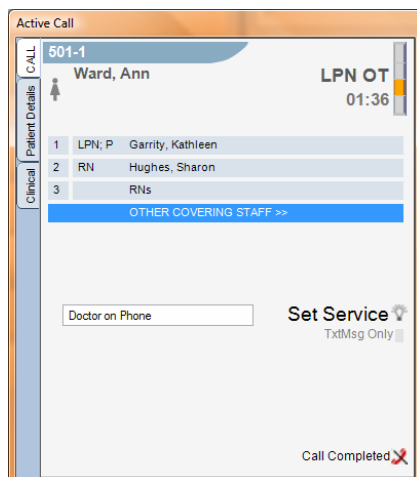 Active Call
CALL
Patient Details
Clinical
501-1
Ward, Ann
LPN OT
01:36
1 LPN; P Garrity, Kathleen
2 RN Hughes, Sharon
3 RNs
OTHER COVERING STAFF >>
Doctor on Phone
Set Service
TxtMsg Only
Call Completed